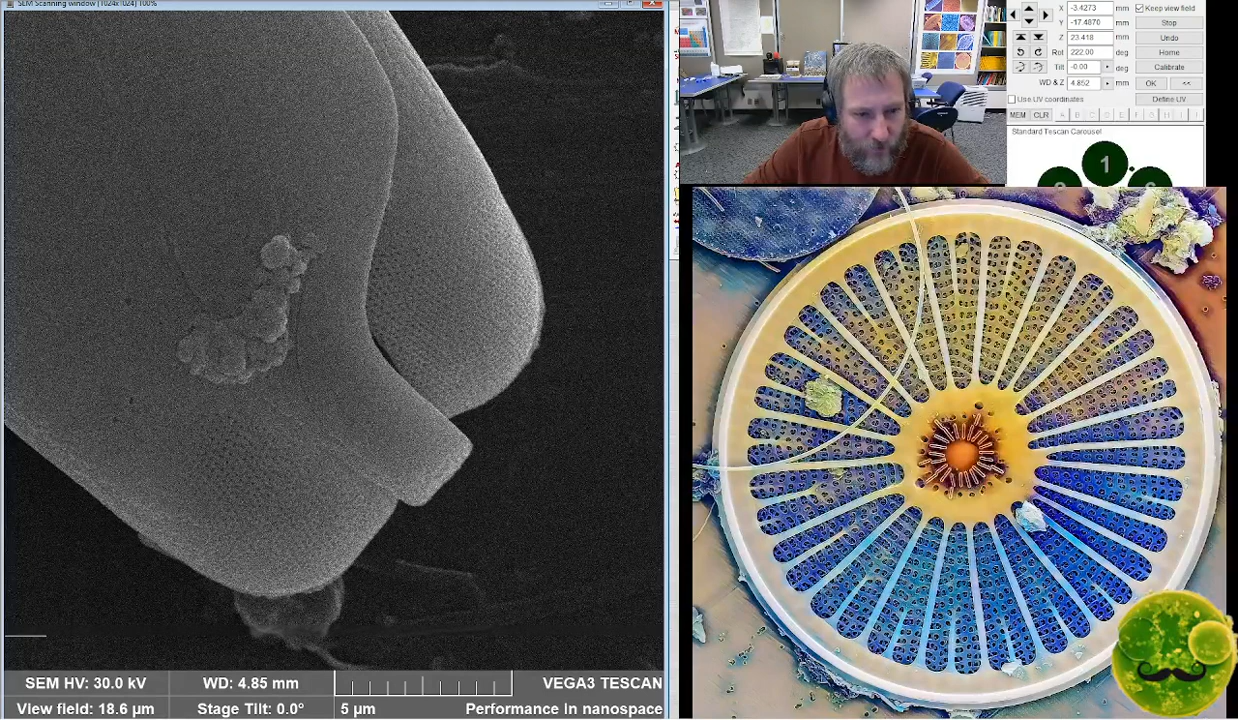 SEM Scanning window [1024x1024] 100%
X -3.4273 mm Keep view field
Y -17.4870 mm Stop
Z 23.418 mm Undo
Rot 222.00 deg Home
Tilt -0.00 deg Calibrate
WD & Z 4.852 mm OK <<
Use UV coordinates Define UV
MEM CLR A B C D E F G H I
Standard Tescan Carousel
1
SEM HV: 30.0 kV WD: 4.85 mm VEGA3 TESCAN
View field: 18.6 µm Stage Tilt: 0.0° 5 µm Performance in nanospace